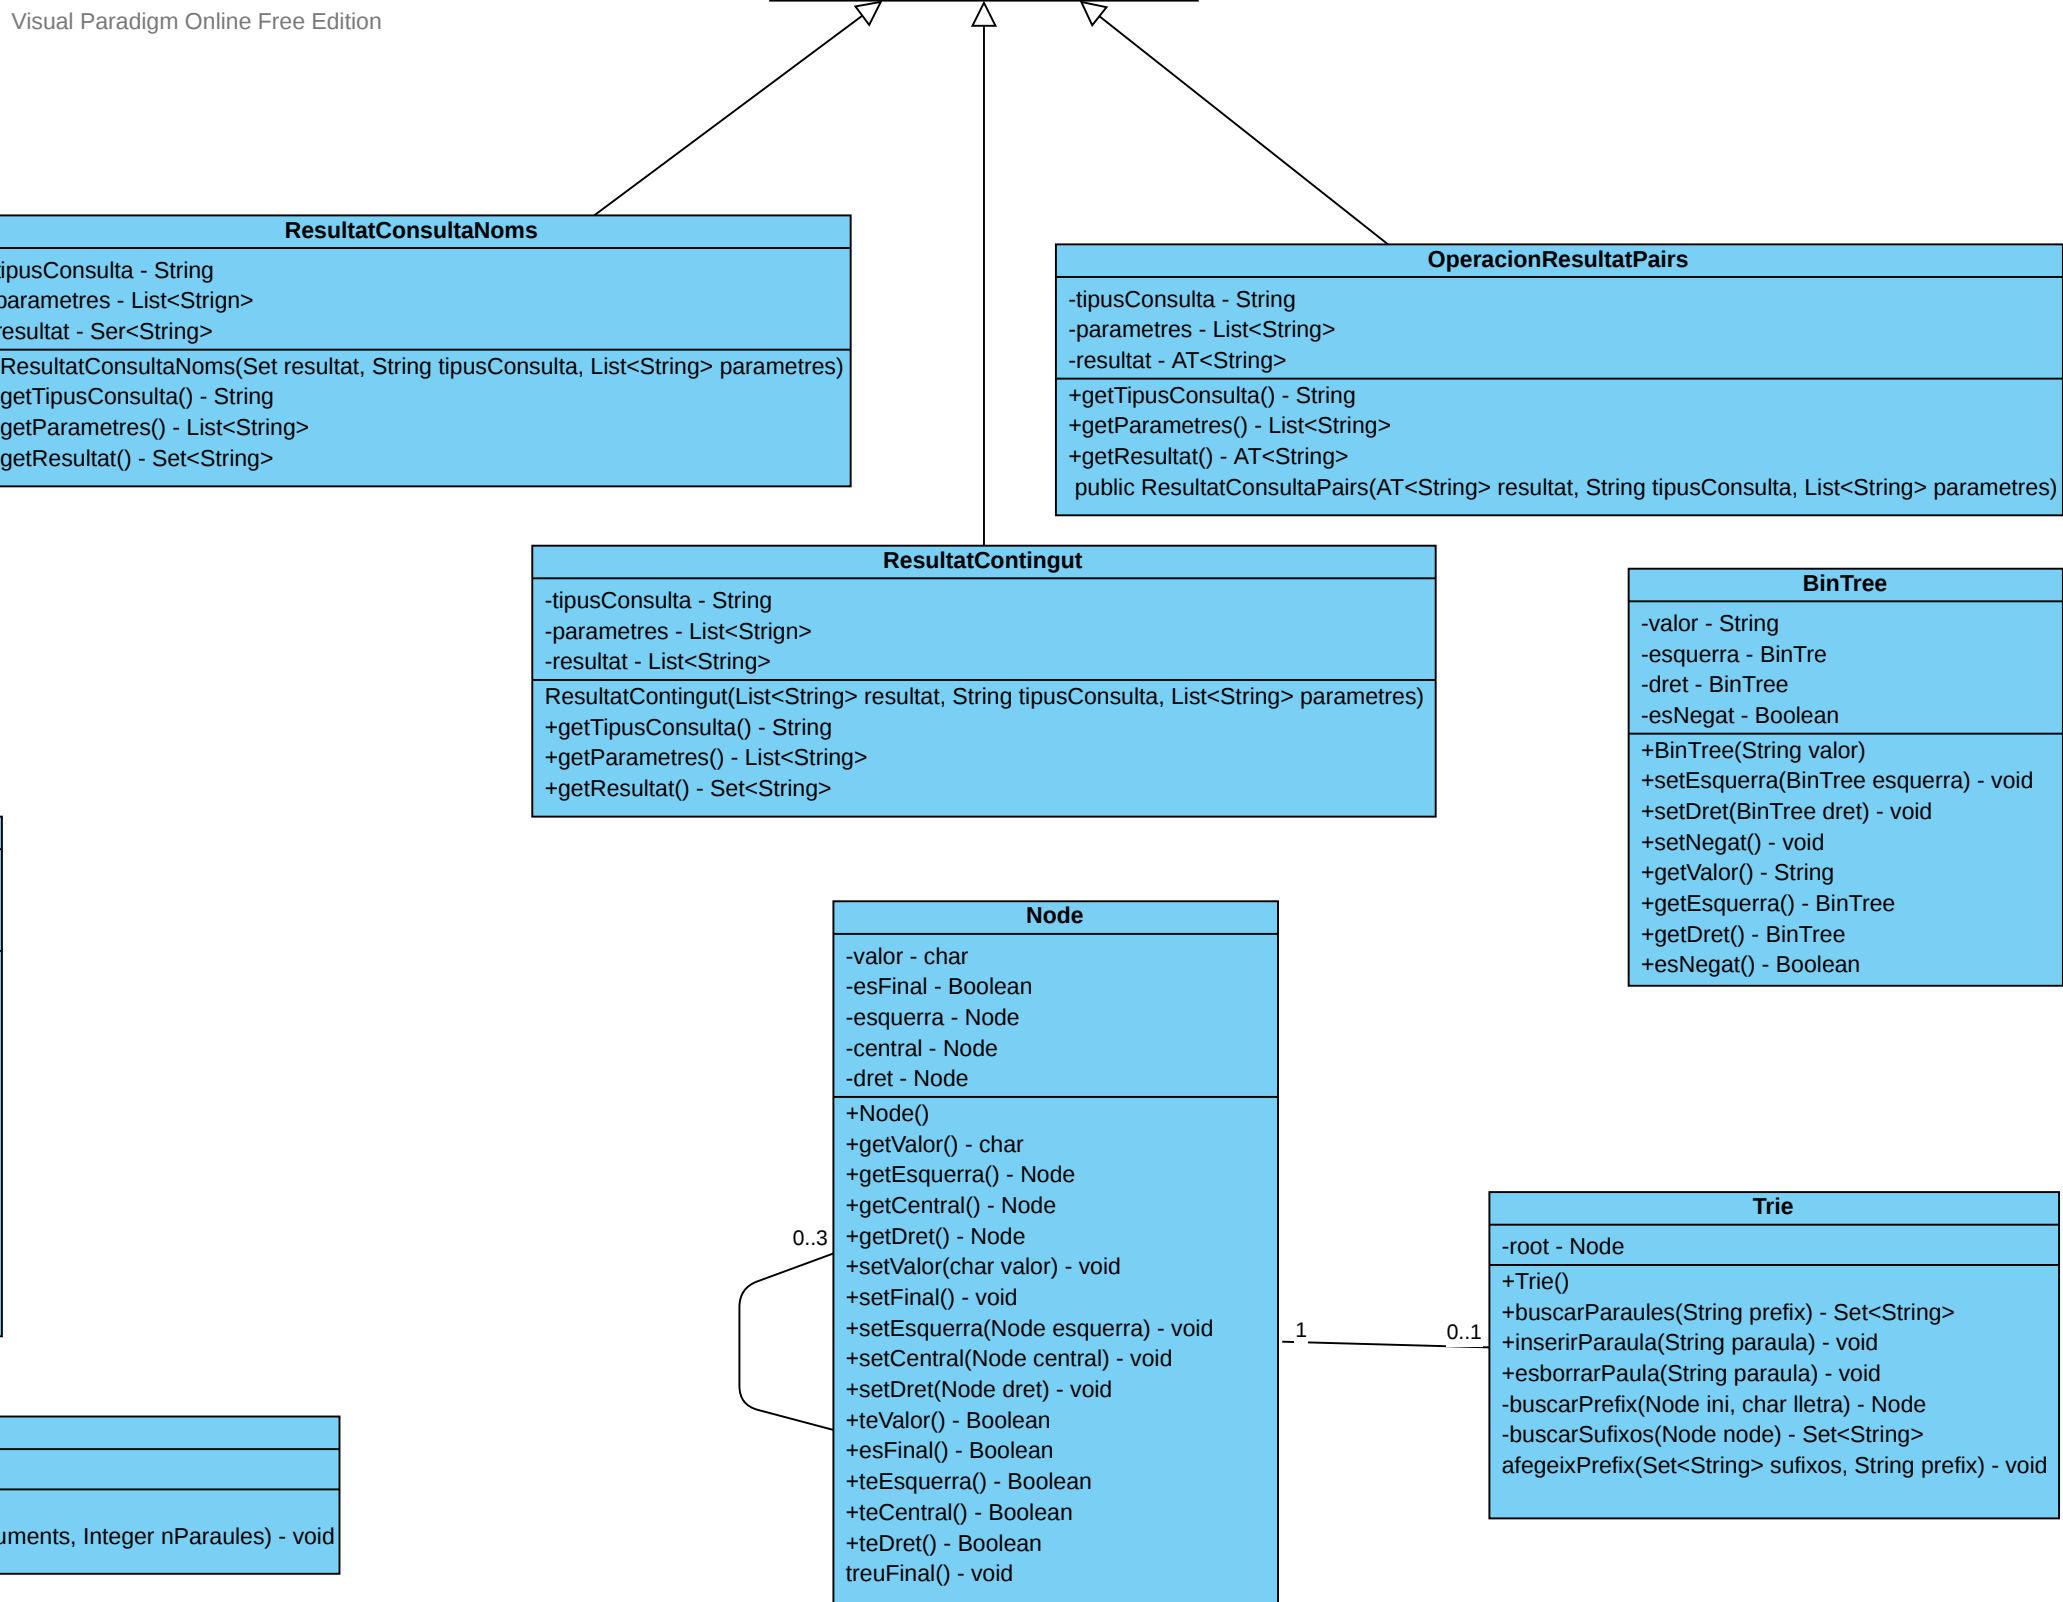 Visual Paradigm Online Free Edition
ResultatConsultaNoms
tipusConsulta - String
parametres - List<Strign>
resultat - Ser<String>
ResultatConsultaNoms(Set resultat, String tipusConsulta, List<String> parametres)
getTipusConsulta() - String
getParametres() - List<String>
getResultat() - Set<String>
OperacionResultatPairs
-tipusConsulta - String
-parametres - List<String>
-resultat - AT<String>
+getTipusConsulta() - String
+getParametres() - List<String>
+getResultat() - AT<String>
public ResultatConsultaPairs(AT<String> resultat, String tipusConsulta, List<String> parametres)
ResultatContingut
-tipusConsulta - String
-parametres - List<Strign>
-resultat - List<String>
ResultatContingut(List<String> resultat, String tipusConsulta, List<String> parametres)
+getTipusConsulta() - String
+getParametres() - List<String>
+getResultat() - Set<String>
BinTree
-valor - String
-esquerra - BinTre
-dret - BinTree
-esNegat - Boolean
+BinTree(String valor)
+setEsquerra(BinTree esquerra) - void
+setDret(BinTree dret) - void
+setNegat() - void
+getValor() - String
+getEsquerra() - BinTree
+getDret() - BinTree
+esNegat() - Boolean
Node
-valor - char
-esFinal - Boolean
-esquerra - Node
-central - Node
-dret - Node
+Node()
+getValor() - char
+getEsquerra() - Node
+getCentral() - Node
+getDret() - Node
+setValor(char valor) - void
+setFinal() - void
+setEsquerra(Node esquerra) - void
+setCentral(Node central) - void
+setDret(Node dret) - void
+teValor() - Boolean
+esFinal() - Boolean
+teEsquerra() - Boolean
+teCentral() - Boolean
+teDret() - Boolean
treuFinal() - void
0..3
1
0..1
Trie
-root - Node
+Trie()
+buscarParaules(String prefix) - Set<String>
+inserirParaula(String paraula) - void
+esborrarPaula(String paraula) - void
-buscarPrefix(Node ini, char lletra) - Node
-buscarSufixos(Node node) - Set<String>
afegeixPrefix(Set<String> sufixos, String prefix) - void
uments, Integer nParaules) - void